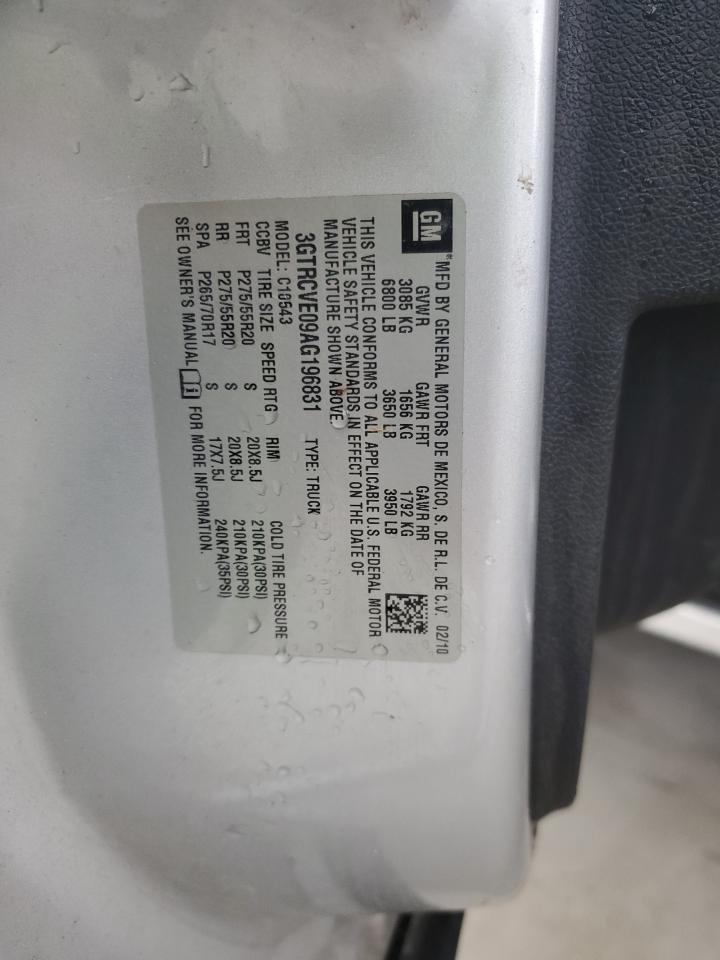 GM® MFD BY GENERAL MOTORS DE MEXICO, S. DE R.L. DE C.V. 02/10
GVWR GAWR FRT GAWR RR
3085 KG 1656 KG 1792 KG
6800 LB 3650 LB 3950 LB
THIS VEHICLE CONFORMS TO ALL APPLICABLE U.S. FEDERAL MOTOR
VEHICLE SAFETY STANDARDS IN EFFECT ON THE DATE OF
MANUFACTURE SHOWN ABOVE.
3GTRCVE09AG196831 TYPE: TRUCK
MODEL: C10543
CCBV TIRE SIZE SPEED RTG RIM COLD TIRE PRESSURE
FRT P275/55R20 S 20X8.5J 210KPA(30PSI)
RR P275/55R20 S 20X8.5J 210KPA(30PSI)
SPA P265/70R17 S 17X7.5J 240KPA(35PSI)
SEE OWNER'S MANUAL FOR MORE INFORMATION.